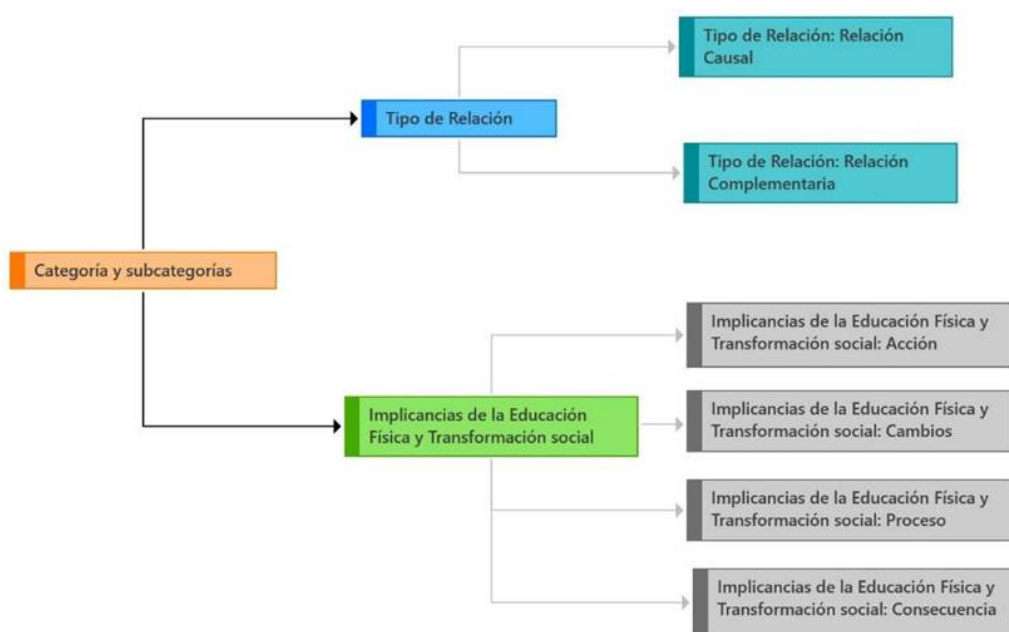 Tipo de Relación: Relación
Causal
Tipo de Relación
Tipo de Relación: Relación
Complementaria
Categoría y subcategorías
Implicancias de la Educación Física y
Transformación social: Acción
Implicancias de la Educación
Física y Transformación social
Implicancias de la Educación Física y
Transformación social: Cambios
Implicancias de la Educación Física y
Transformación social: Proceso
Implicancias de la Educación Física y
Transformación social: Consecuencia